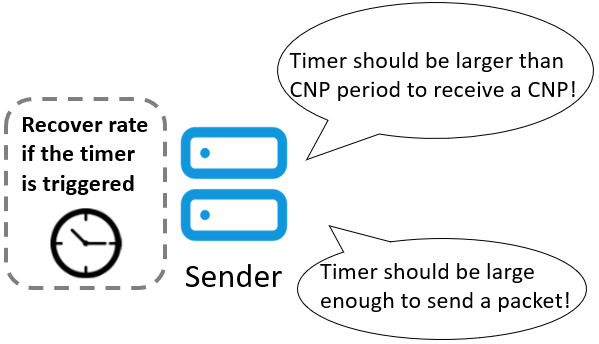 Timer should be larger than
CNP period to receive a CNP!
Recover rate
if the timer
is triggered
Sender
Timer should be large
enough to send a packet!